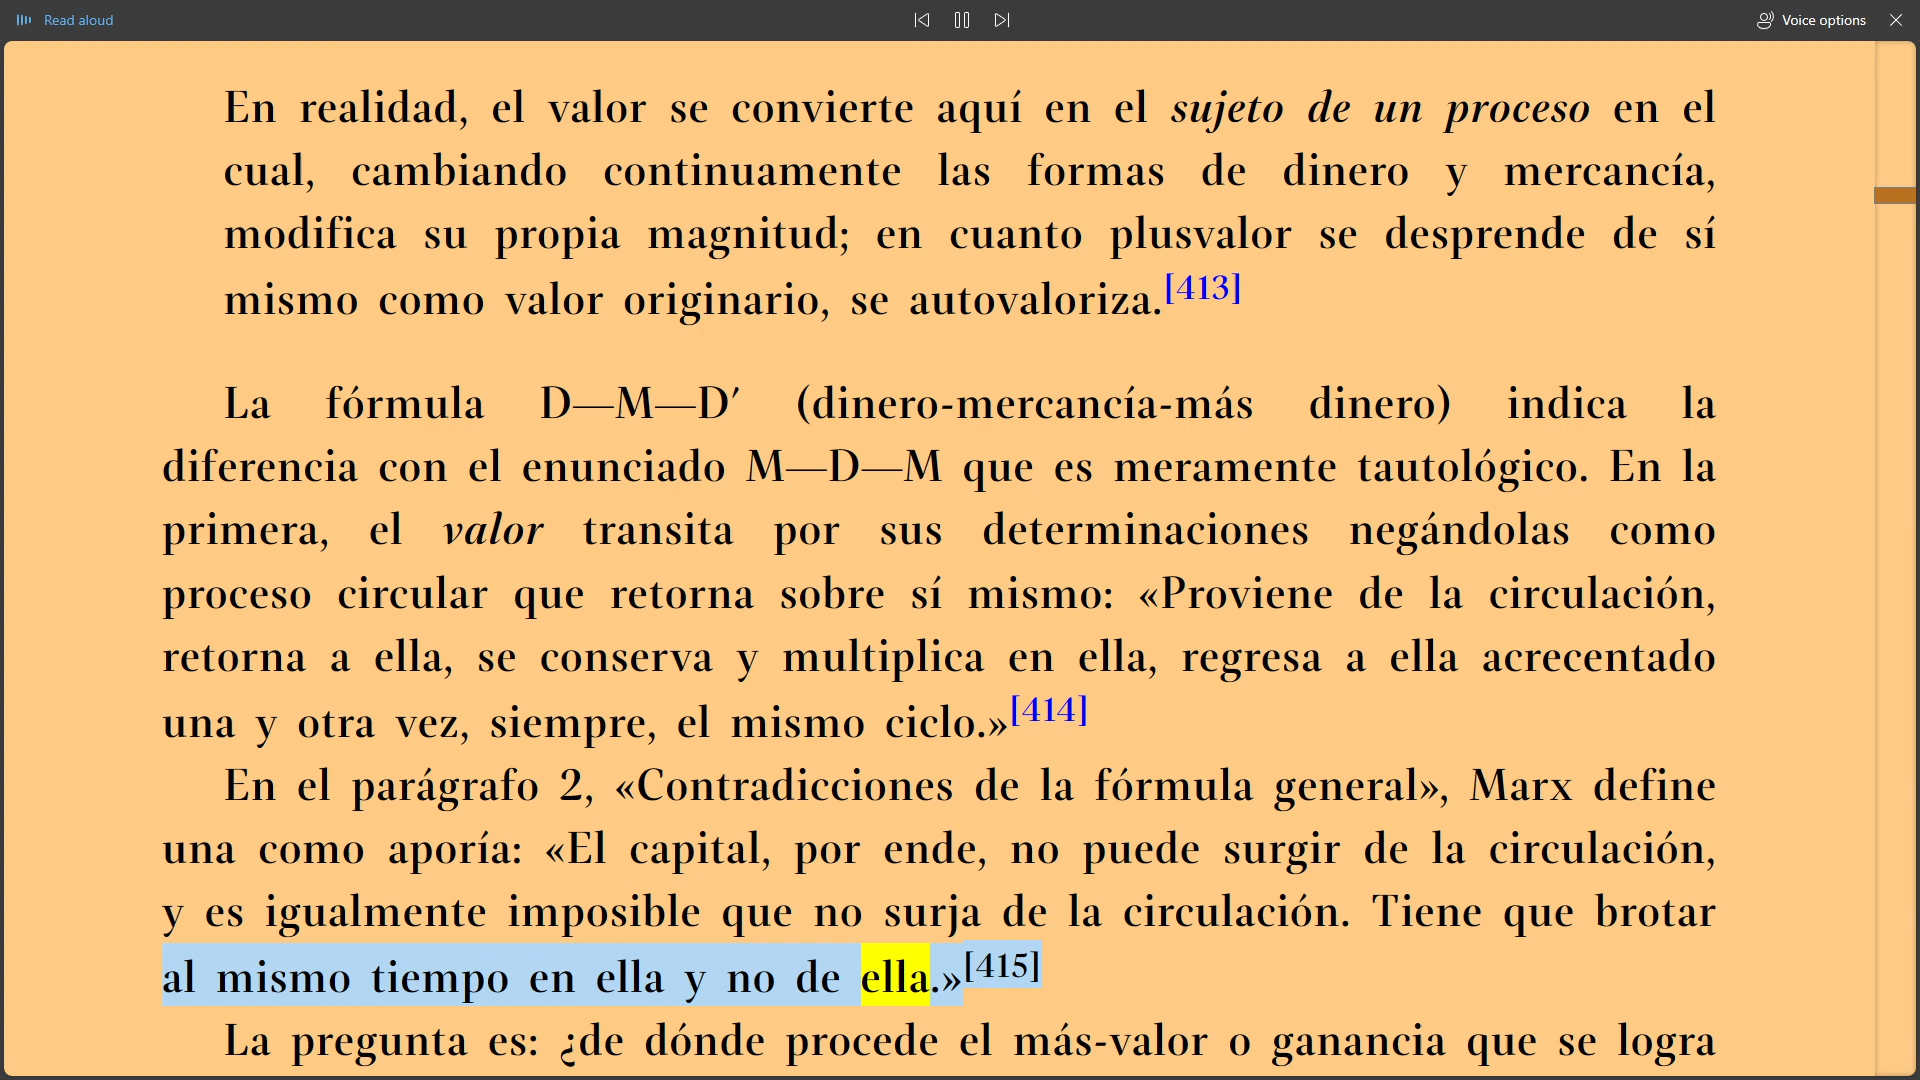 Read aloud
Voice options
En realidad, el valor se convierte aquí en el sujeto de un proceso en el
cual, cambiando continuamente las formas de dinero y mercancía,
modifica su propia magnitud; en cuanto plusvalor se desprende de sí
mismo como valor originario, se autovaloriza.[413]
La fórmula D—M—D′ (dinero-mercancía-más dinero) indica la
diferencia con el enunciado M—D—M que es meramente tautológico. En la
primera, el valor transita por sus determinaciones negándolas como
proceso circular que retorna sobre sí mismo: «Proviene de la circulación,
retorna a ella, se conserva y multiplica en ella, regresa a ella acrecentado
una y otra vez, siempre, el mismo ciclo.»[414]
En el parágrafo 2, «Contradicciones de la fórmula general», Marx define
una como aporía: «El capital, por ende, no puede surgir de la circulación,
y es igualmente imposible que no surja de la circulación. Tiene que brotar
al mismo tiempo en ella y no de ella.»[415]
La pregunta es: ¿de dónde procede el más-valor o ganancia que se logra